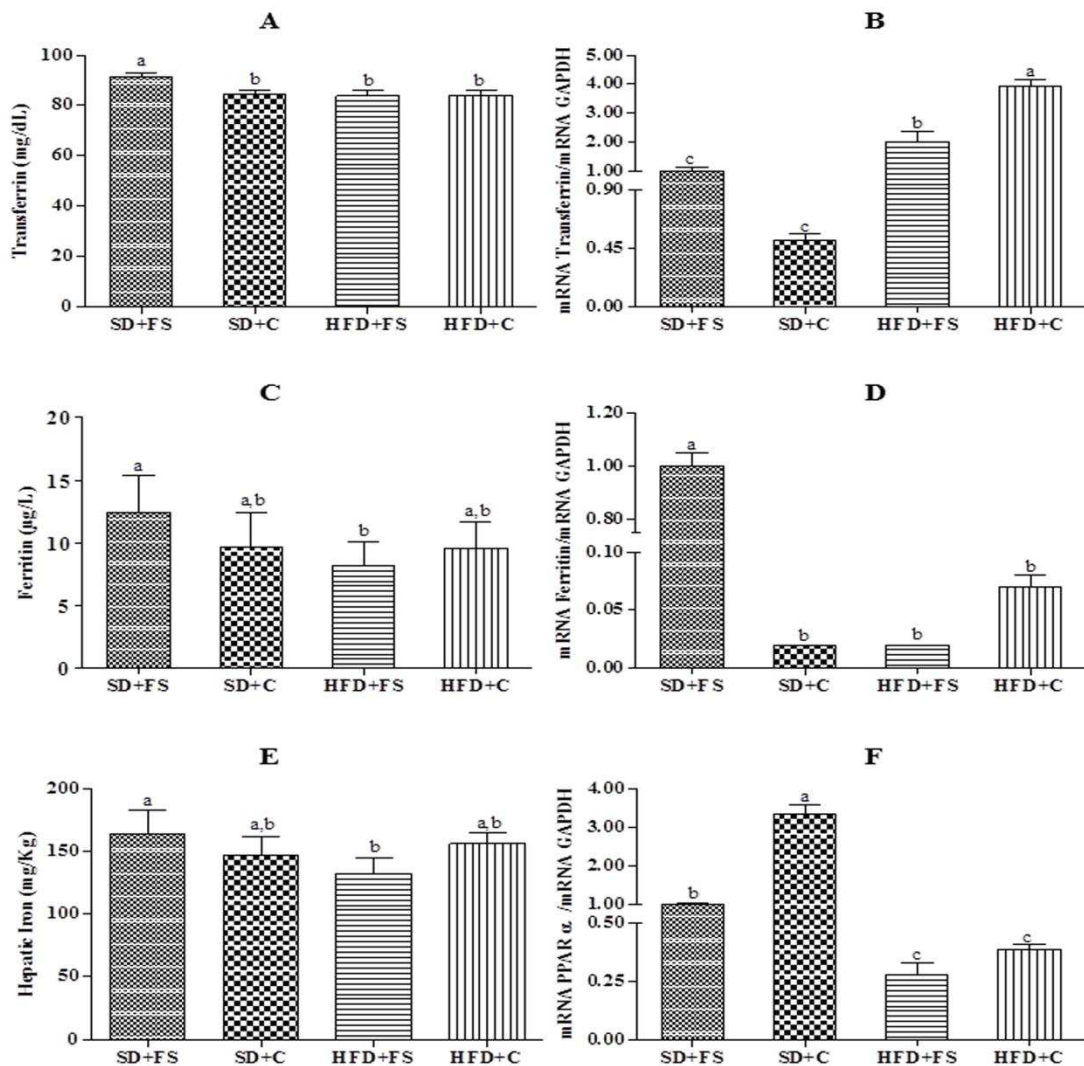 A
Transferrin (mg/dL)
100
80
60
40
20
0
a
b
b
b
SD+FS SD+C HFD+FS HFD+C
B
mRNA Transferrin/mRNA GAPDH
5.00
4.00
3.00
2.00
1.00
0.90
0.45
0.00
c
c
b
a
SD+FS SD+C HFD+FS HFD+C
C
Ferritin (µg/L)
20
15
10
5
0
a
a,b
b
a,b
SD+FS SD+C HFD+FS HFD+C
D
mRNA Ferritin/mRNA GAPDH
1.20
1.00
0.80
0.10
0.05
0.00
a
b
b
b
SD+FS SD+C HFD+FS HFD+C
E
Hepatic Iron (mg/Kg)
200
150
100
50
0
a
a,b
b
a,b
SD+FS SD+C HFD+FS HFD+C
F
mRNA PPAR α /mRNA GAPDH
4.00
3.00
2.00
1.00
0.50
0.25
0.00
b
a
c
c
SD+FS SD+C HFD+FS HFD+C